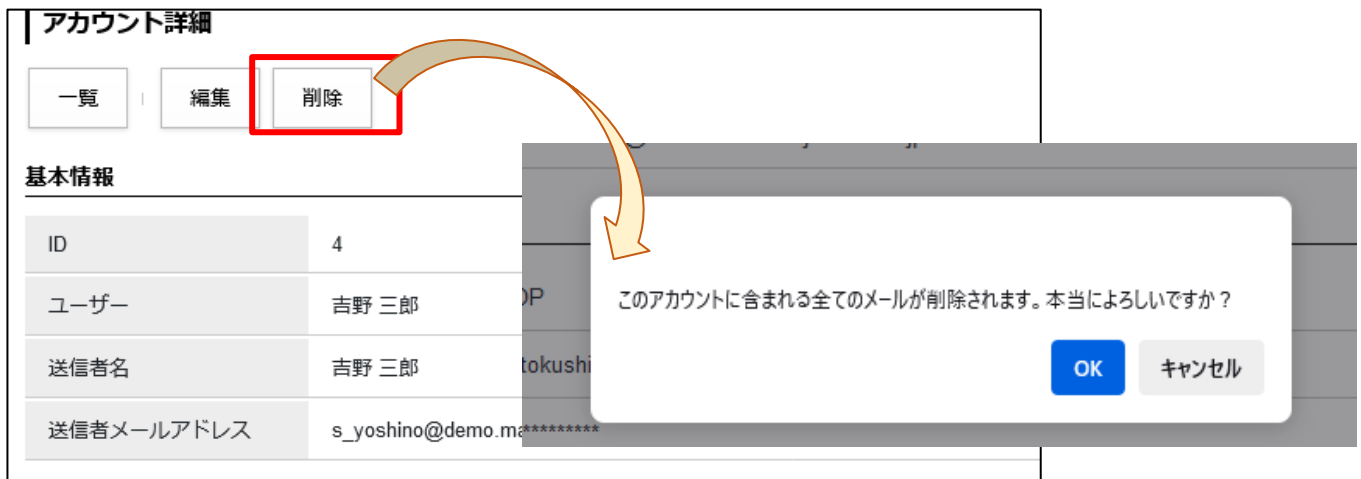 アカウント詳細
一覧 編集 削除
基本情報
ID 4
ユーザー 吉野 三郎
送信者名 吉野 三郎
送信者メールアドレス s_yoshino@demo.ma**********
tokushi
このアカウントに含まれる全てのメールが削除されます。本当によろしいですか？
OK キャンセル